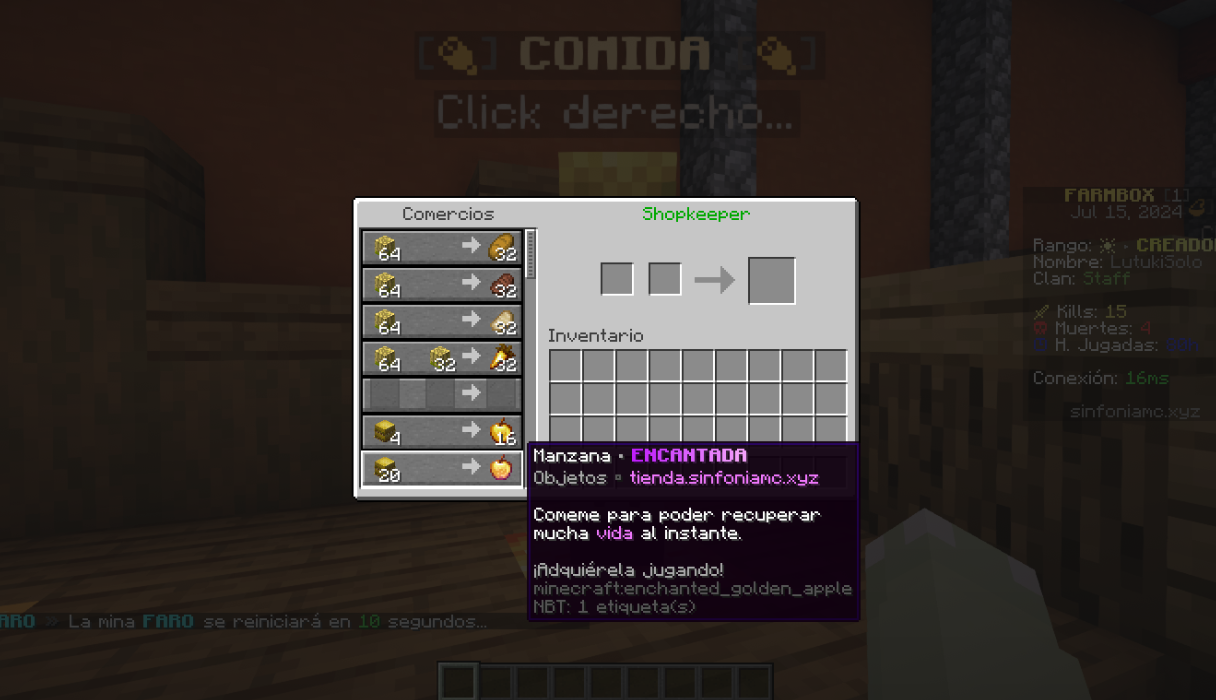 [ ] COMIDA [ ]
Click derecho...
Comercios
Shopkeeper
64 32
64 32
64 32
64 32 32
4 16
20
Inventario
Manzana • ENCANTADA
Objetos • tienda.sinfoniamc.xyz
Comeme para poder recuperar
mucha vida al instante.
¡Adquiérela jugando!
minecraft:enchanted_golden_apple
NBT: 1 etiqueta(s)
FARMBOX [1]
Jul 15, 2024
Rango: ☀ - CREADO
Nombre: LutukiSolo
Clan: Staff
Kills: 15
Muertes: 4
H. Jugadas:
Conexión: 16ms
sinfoniamc.xyz
ARO » La mina FARO se reiniciará en 10 segundos...